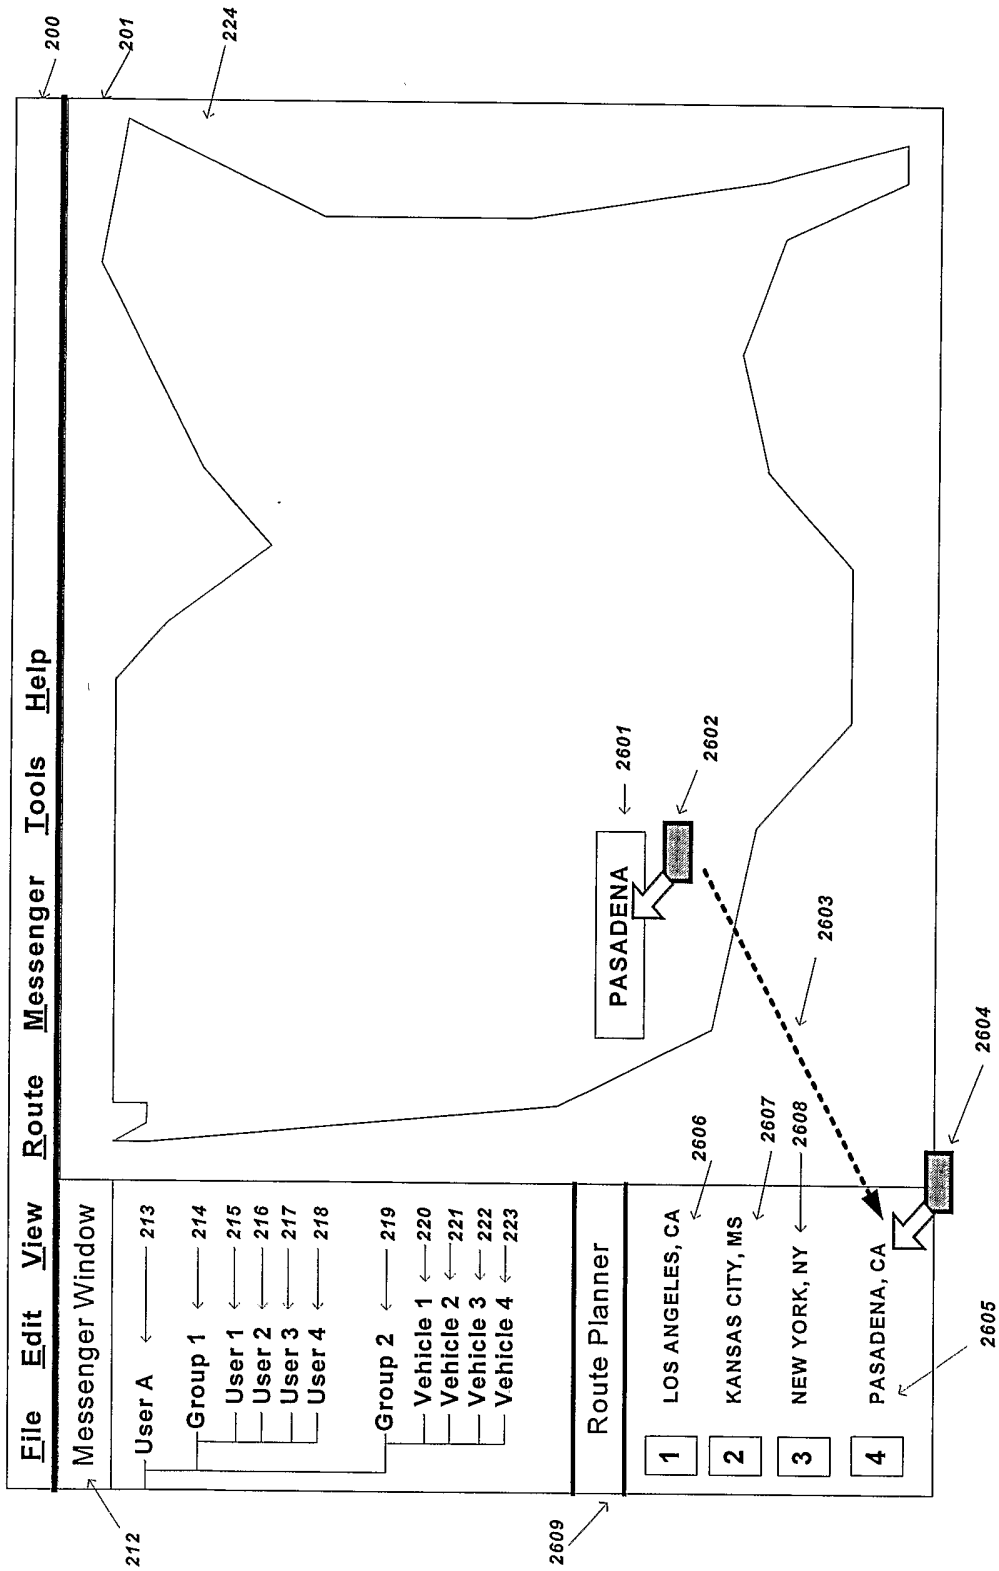 File Edit View Route Messenger Tools Help
200
201
224
Messenger Window
212
User A
213
Group 1
214
User 1
215
User 2
216
User 3
217
User 4
218
Group 2
219
Vehicle 1
220
Vehicle 2
221
Vehicle 3
222
Vehicle 4
223
Route Planner
2609
1 LOS ANGELES, CA
2606
2 KANSAS CITY, MS
2607
3 NEW YORK, NY
2608
4 PASADENA, CA
2605
PASADENA
2601
2602
2603
2604